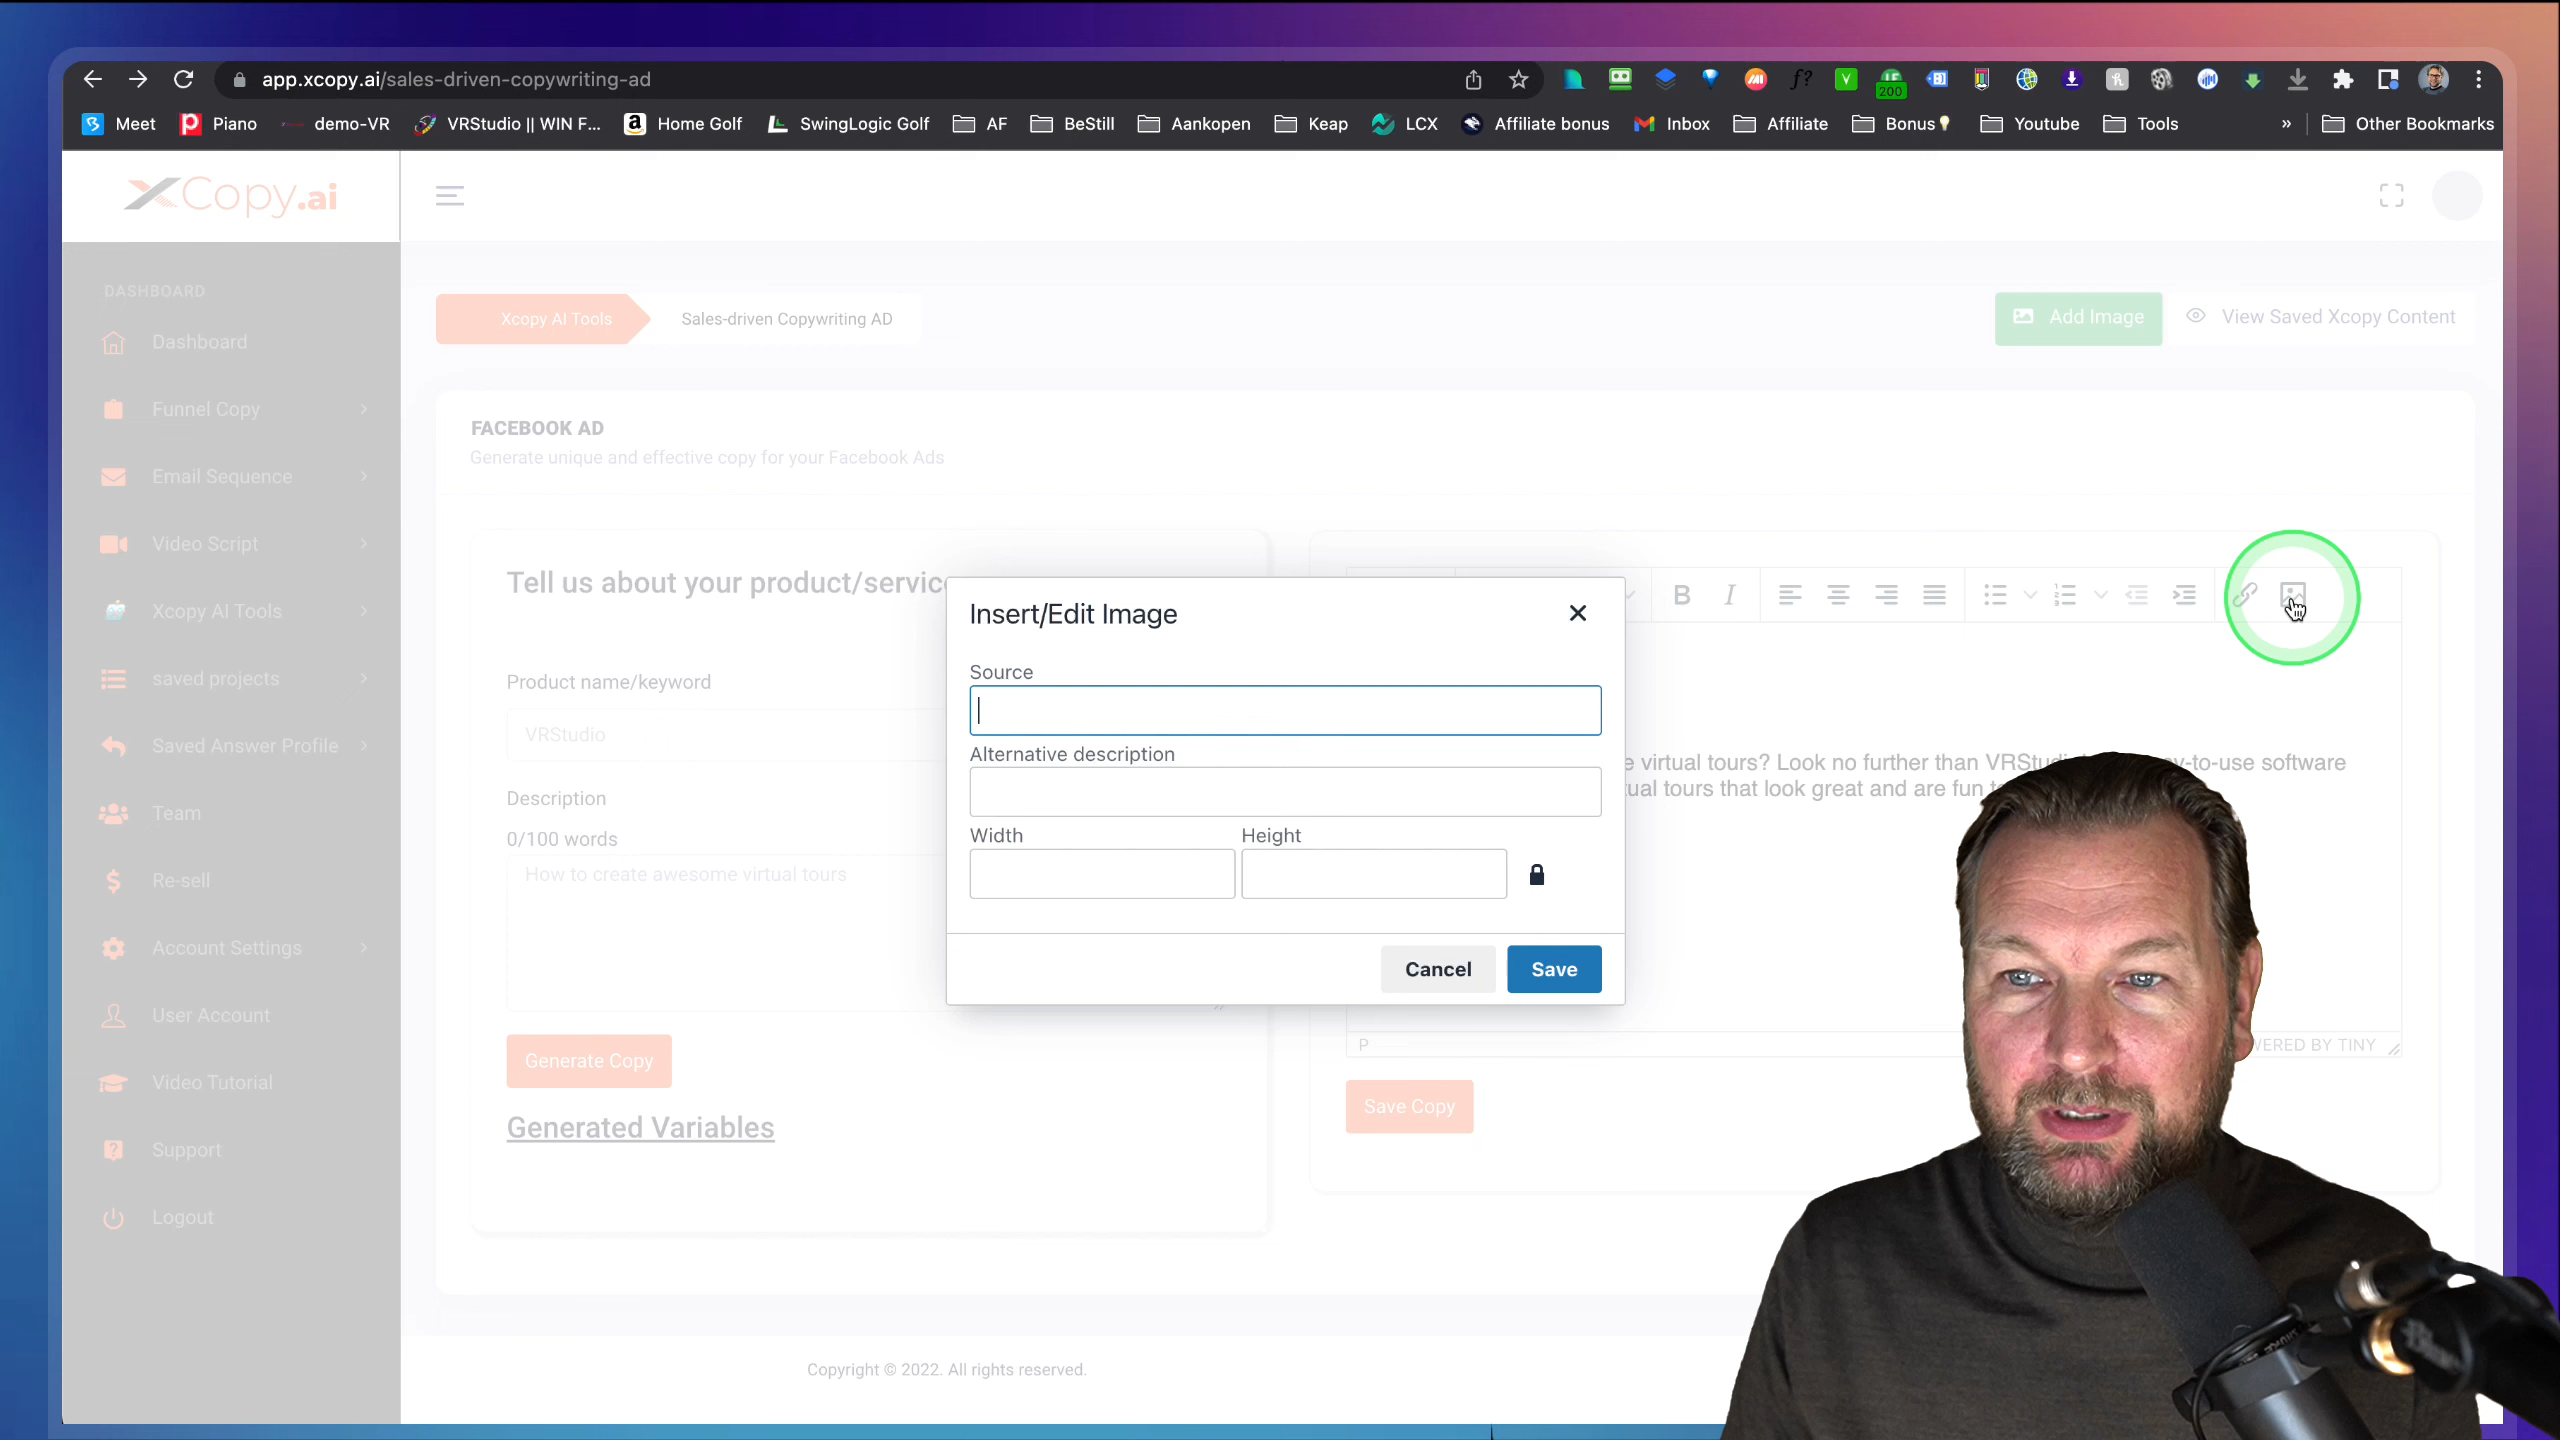 app.xcopy.ai/sales-driven-copywriting-ad
200
Meet
Piano
demo-VR
VRStudio || WIN F...
Home Golf
SwingLogic Golf
AF
BeStill
Aankopen
Keap
LCX
Affiliate bonus
Inbox
Affiliate
Bonus
Youtube
Tools
»
Other Bookmarks
XCopy.ai
DASHBOARD
Dashboard
Funnel Copy
Email Sequence
Video Script
Xcopy AI Tools
saved projects
Saved Answer Profile
Team
Re-sell
Account Settings
User Account
Video Tutorial
Support
Logout
Xcopy AI Tools
Sales-driven Copywriting AD
Add Image
View Saved Xcopy Content
FACEBOOK AD
Generate unique and effective copy for your Facebook Ads
Tell us about your product/servic
Product name/keyword
VRStudio
Description
0/100 words
How to create awesome virtual tours
Generate Copy
Generated Variables
Insert/Edit Image
Source
Alternative description
Width
Height
Cancel
Save
B I
e virtual tours? Look no further than VRStudi y-to-use software
ual tours that look great and are fun t
P
WERED BY TINY
Save Copy
Copyright © 2022. All rights reserved.